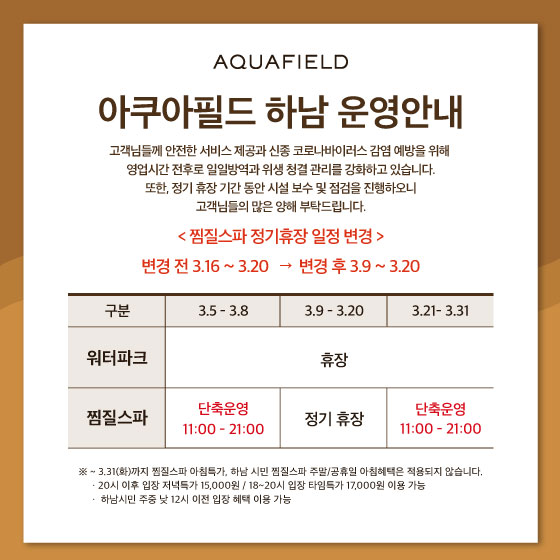 AQUAFIELD
아쿠아필드 하남 운영안내
고객님들께 안전한 서비스 제공과 신종 코로나바이러스 감염 예방을 위해
영업시간 전후로 일일방역과 위생 청결 관리를 강화하고 있습니다.
또한, 정기 휴장 기간 동안 시설 보수 및 점검을 진행하오니
고객님들의 많은 양해 부탁드립니다.
< 찜질스파 정기휴장 일정 변경 >
변경 전 3.16 ~ 3.20 → 변경 후 3.9 ~ 3.20
구분 3.5 - 3.8 3.9 - 3.20 3.21- 3.31
워터파크 휴장
찜질스파 단축운영 11:00 - 21:00 정기 휴장 단축운영 11:00 - 21:00
※ ~ 3.31(화)까지 찜질스파 아침특가, 하남 시민 찜질스파 주말/공휴일 아침혜택은 적용되지 않습니다.
· 20시 이후 입장 저녁특가 15,000원 / 18~20시 입장 타임특가 17,000원 이용 가능
· 하남시민 주중 낮 12시 이전 입장 혜택 이용 가능